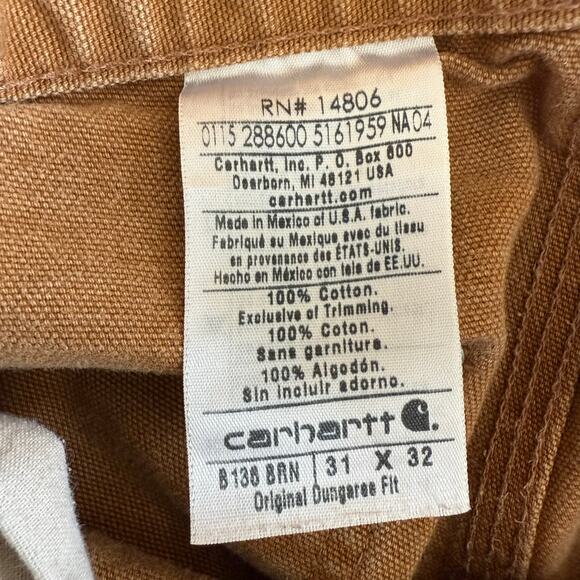 RN# 14806
0115 288600 5161959 NA04
Carhartt, Inc. P. O. Box 600
Dearborn, MI 48121 USA
carhartt.com
Made in Mexico of U.S.A. fabric.
Fabriqué au Mexique avec du tissu
en provenance des ÉTATS-UNIS.
Hecho en México con tela de EE.UU.
100% Cotton.
Exclusive of Trimming.
100% Coton.
Sans garniture.
100% Algodón.
Sin incluir adorno.
carhartt
B136 BRN 31 X 32
Original Dungaree Fit